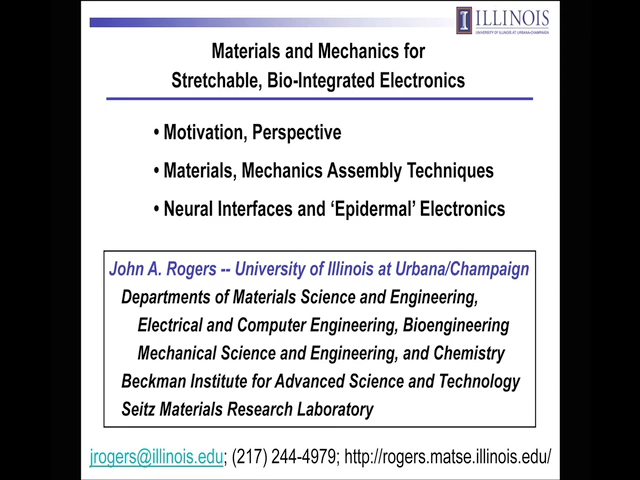 ILLINOIS
UNIVERSITY OF ILLINOIS AT URBANA-CHAMPAIGN
Materials and Mechanics for
Stretchable, Bio-Integrated Electronics
• Motivation, Perspective
• Materials, Mechanics Assembly Techniques
• Neural Interfaces and ‘Epidermal’ Electronics
John A. Rogers -- University of Illinois at Urbana/Champaign
Departments of Materials Science and Engineering,
Electrical and Computer Engineering, Bioengineering
Mechanical Science and Engineering, and Chemistry
Beckman Institute for Advanced Science and Technology
Seitz Materials Research Laboratory
jrogers@illinois.edu; (217) 244-4979; http://rogers.matse.illinois.edu/